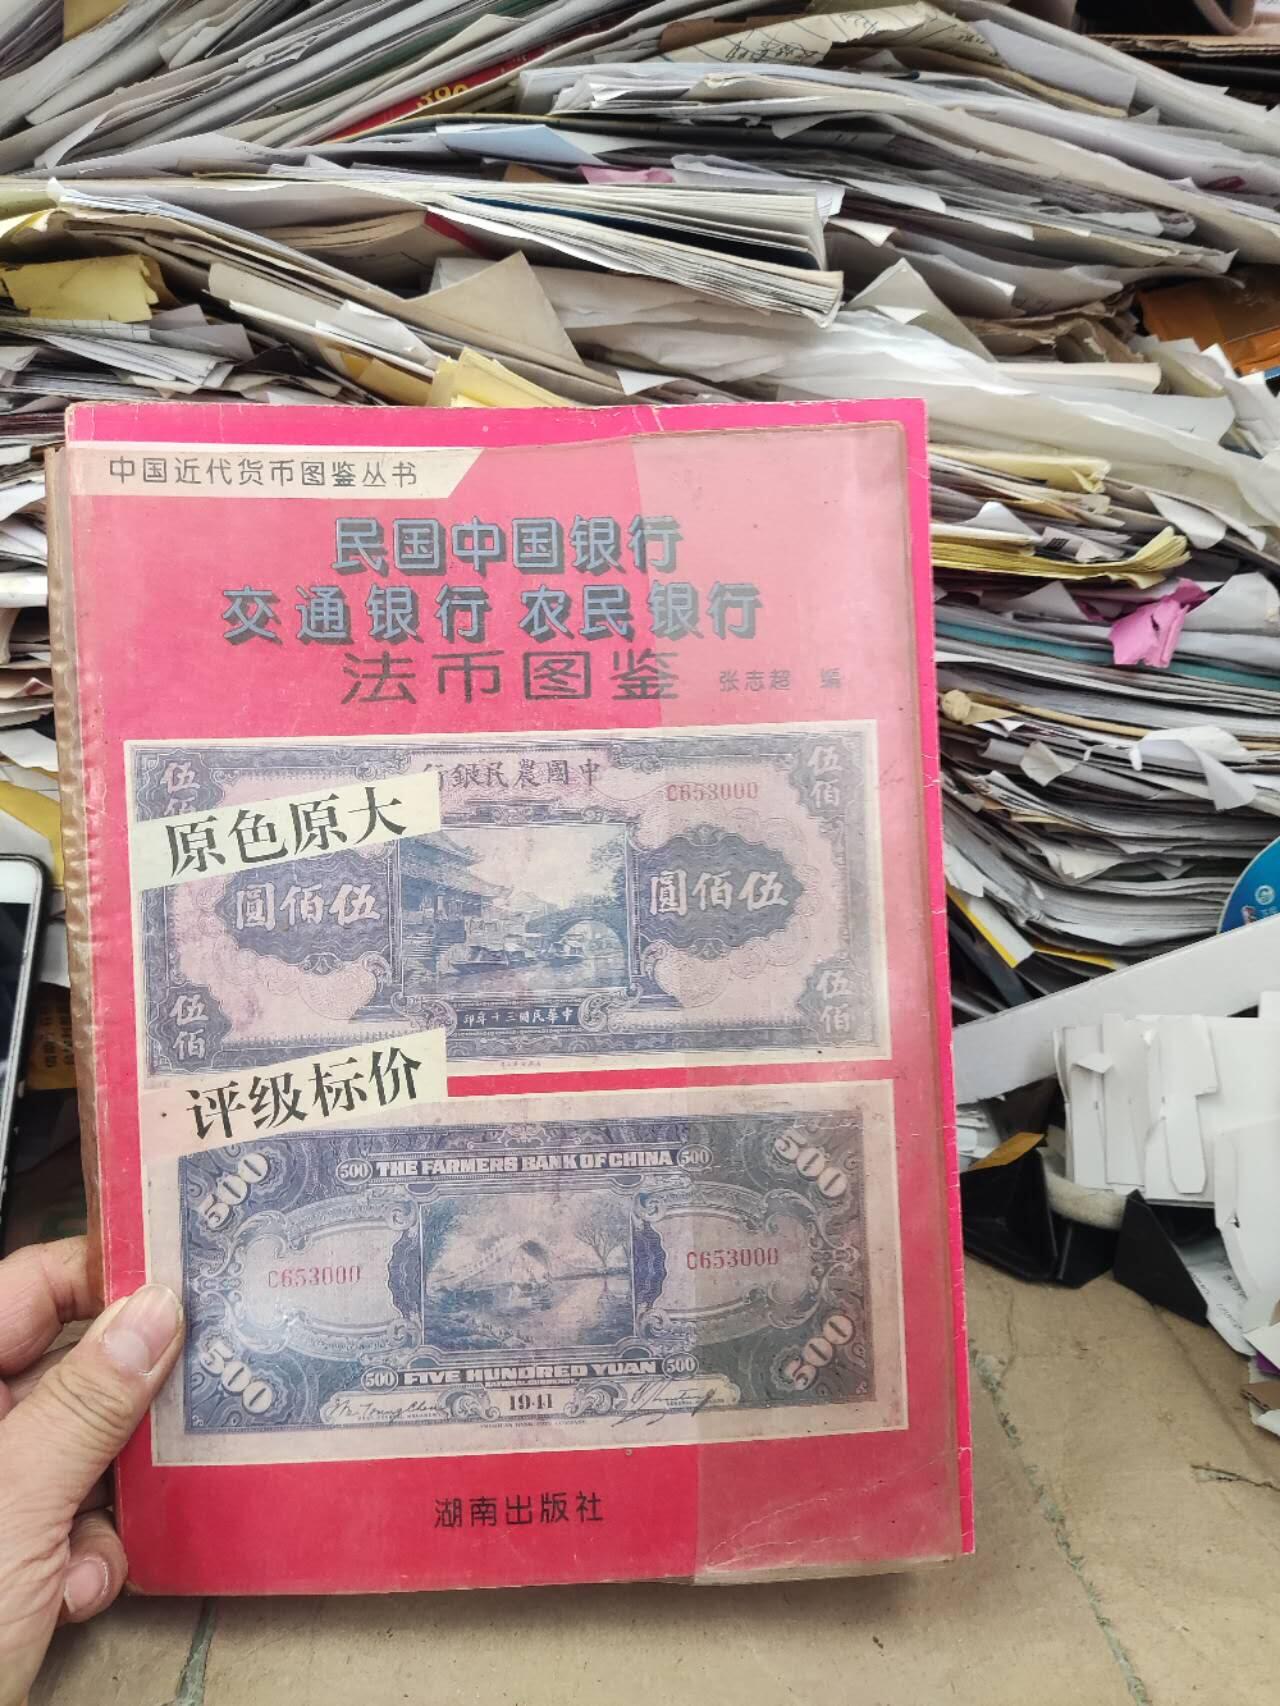 390
中国近代货币图鉴丛书
民国中国银行
交通银行 农民银行
法币图鉴 张志超 编
伍
伍佰
行銀民農國中
C653000
原色原大
圓佰伍
圓佰伍
伍佰
伍佰
印年十三國民華中
评级标价
500
500
500 THE FARMERS BANK OF CHINA 500
C653000
C653000
500
500
500 FIVE HUNDRED YUAN 500
1941
湖南出版社